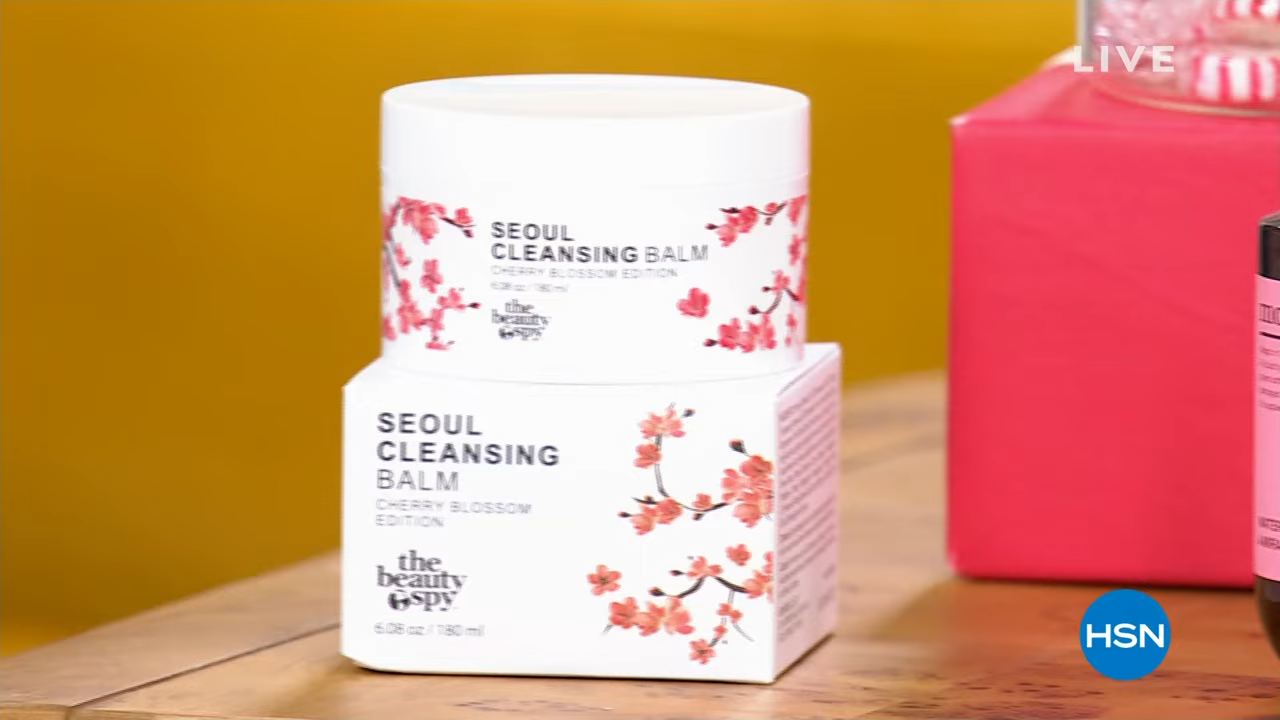 LIVE
SEOUL
CLEANSING BALM
CHERRY BLOSSOM EDITION
6.08 oz / 180 ml
the
beauty
spy
SEOUL
CLEANSING
BALM
CHERRY BLOSSOM
EDITION
the
beauty
spy
6.08 oz / 180 ml
HSN